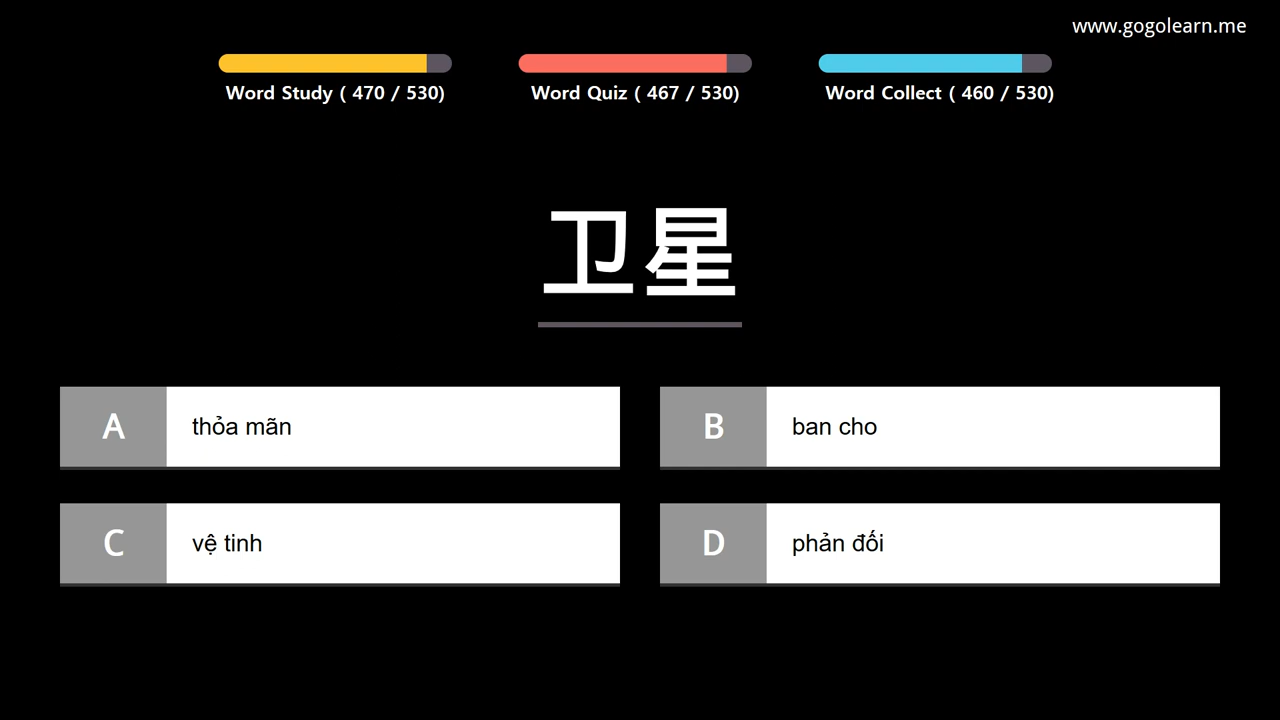 www.gogolearn.me
Word Study ( 470 / 530)
Word Quiz ( 467 / 530)
Word Collect ( 460 / 530)
卫星
A thỏa mãn
B ban cho
C vệ tinh
D phản đối